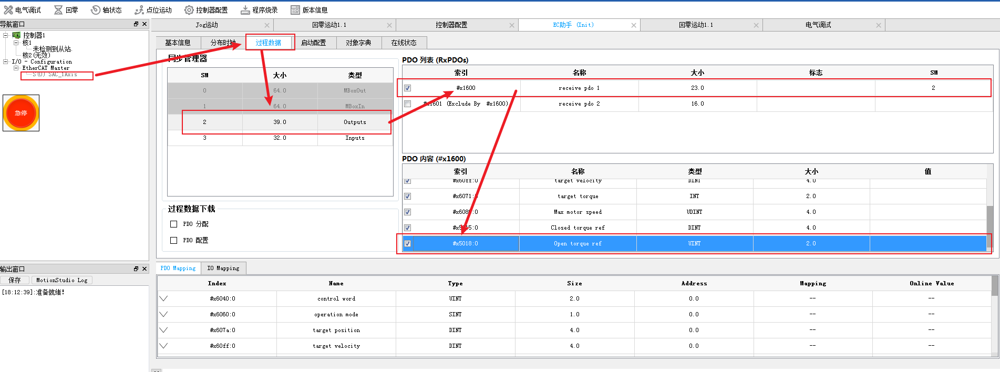 电气调试 回零 轴状态 点位运动 控制器配置 程序烧录 版本信息
导航窗口
控制器1
核1
未检测到从站.
核2(无效)
I/O - Configuration
EtherCAT Master
S(0) SAC_1Axis
急停
输出窗口
保存 MotionStudio Log
[18:12:39]:准备就绪!
Jog运动 回零运动1.1 控制器配置 EC助手 (Init) 回零运动1.1 电气调试
基本信息 分布时钟 过程数据 启动配置 对象字典 在线状态
同步管理器
SM 大小 类型
0 64.0 MBoxOut
1 64.0 MBoxIn
2 39.0 Outputs
3 32.0 Inputs
过程数据下载
PDO 分配
PDO 配置
PDO 列表 (RxPDOs)
索引 名称 大小 标志 SM
#x1600 receive pdo 1 23.0 2
#x1601 (Exclude By #x1600) receive pdo 2 16.0
PDO 内容 (#x1600)
索引 名称 类型 大小 值
#x60ff:0 target velocity DINT 4.0
#x6071:0 target torque INT 2.0
Max motor speed UDINT 4.0
Closed torque ref DINT 4.0
#x5018:0 Open torque ref UINT 2.0
PDO Mapping IO Mapping
Index Name Type Size Address Mapping Online Value
#x6040:0 control word UINT 2.0 0.0 -- --
#x6060:0 operation mode SINT 1.0 0.0 -- --
#x607a:0 target position DINT 4.0 0.0 -- --
#x60ff:0 target velocity DINT 4.0 0.0 -- --